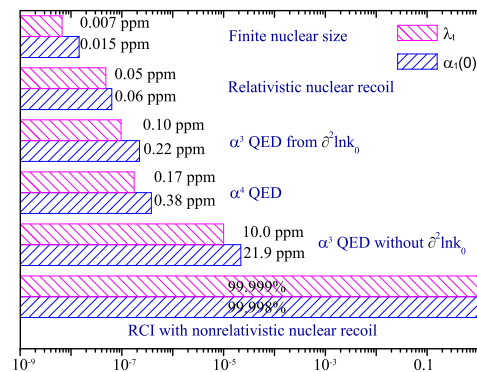 0.007 ppm
0.015 ppm
Finite nuclear size
λt
α1(0)
0.05 ppm
0.06 ppm
Relativistic nuclear recoil
0.10 ppm
0.22 ppm
α³ QED from ∂²lnk₀
0.17 ppm
0.38 ppm
α⁴ QED
10.0 ppm
21.9 ppm
α³ QED without ∂²lnk₀
99.999%
99.998%
RCI with nonrelativistic nuclear recoil
10⁻⁹ 10⁻⁷ 10⁻⁵ 10⁻³ 0.1